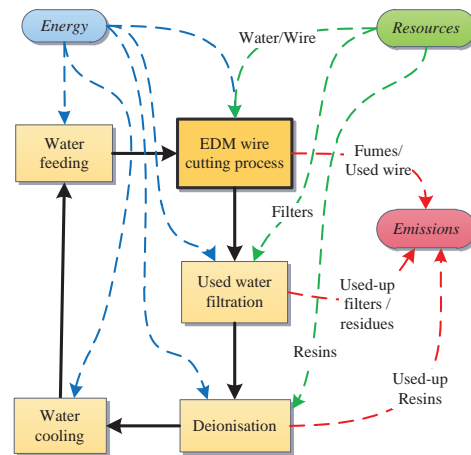 Energy
Resources
Water/Wire
Water
feeding
EDM wire
cutting process
Fumes/
Used wire
Filters
Emissions
Used water
filtration
Used-up
filters /
residues
Resins
Used-up
Resins
Water
cooling
Deionisation